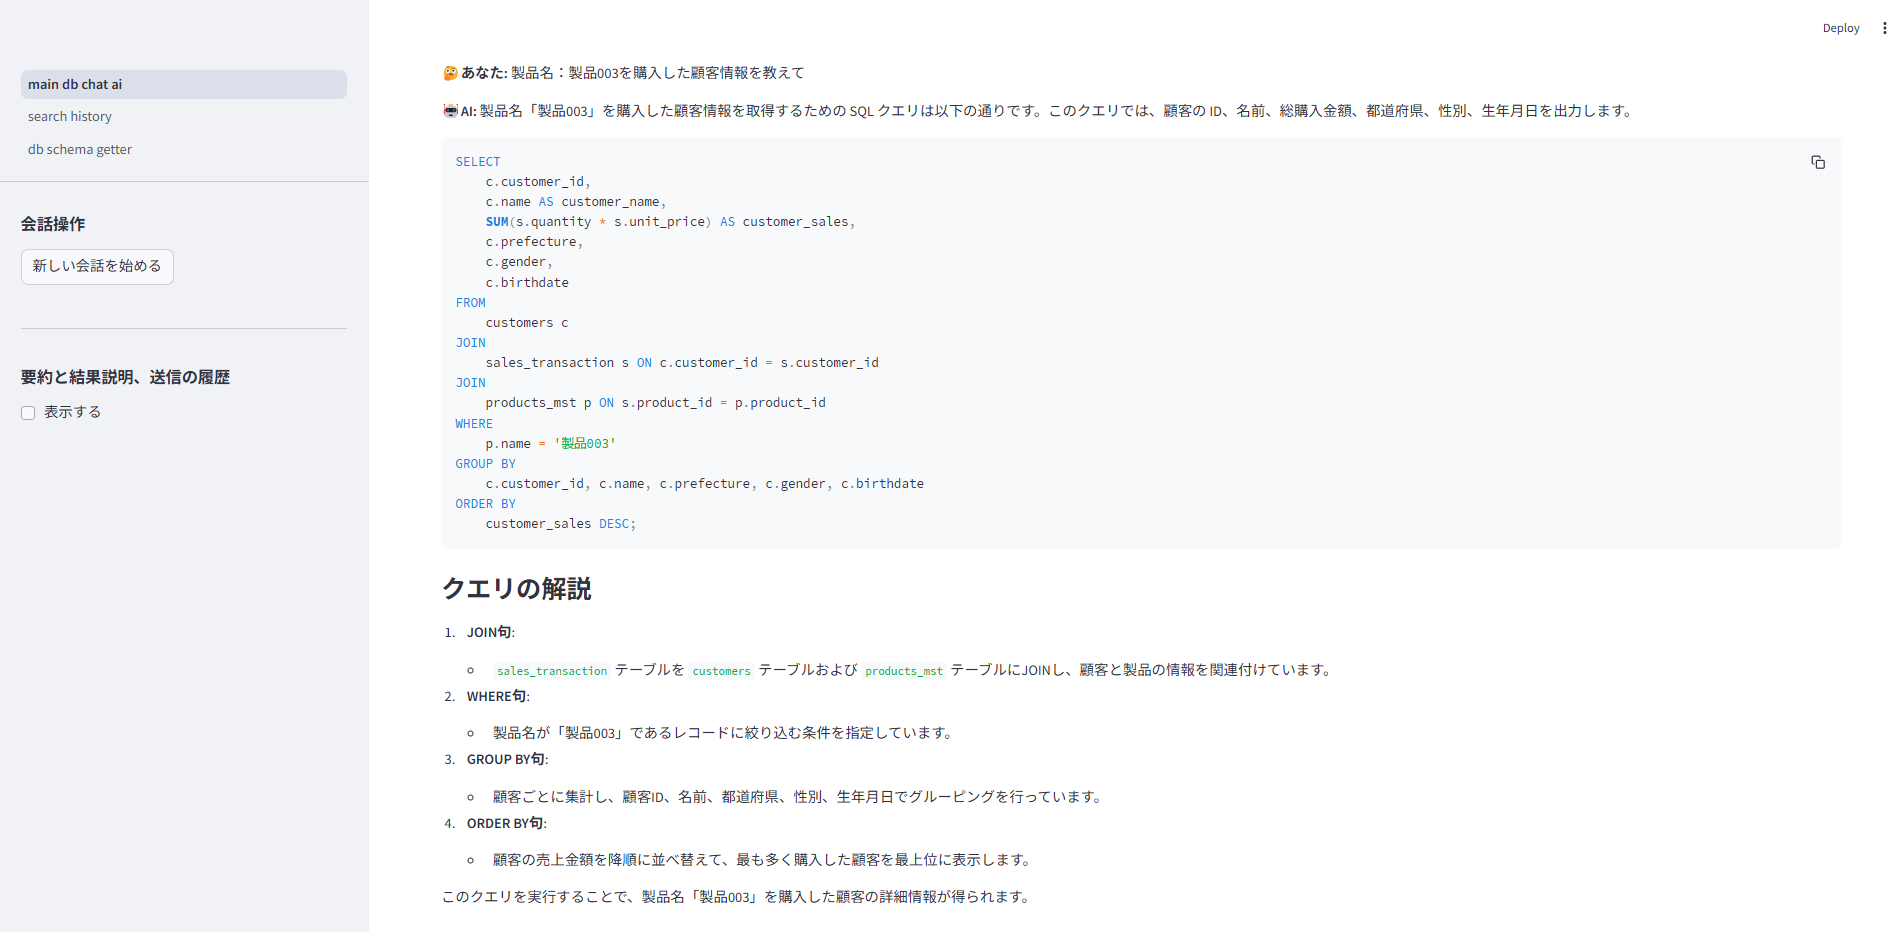 Deploy
main db chat ai
search history
db schema getter
会話操作
新しい会話を始める
要約と結果説明、送信の履歴
表示する
あなた: 製品名：製品003を購入した顧客情報を教えて
AI: 製品名「製品003」を購入した顧客情報を取得するための SQL クエリは以下の通りです。このクエリでは、顧客の ID、名前、総購入金額、都道府県、性別、生年月日を出力します。
SELECT
    c.customer_id,
    c.name AS customer_name,
    SUM(s.quantity * s.unit_price) AS customer_sales,
    c.prefecture,
    c.gender,
    c.birthdate
FROM
    customers c
JOIN
    sales_transaction s ON c.customer_id = s.customer_id
JOIN
    products_mst p ON s.product_id = p.product_id
WHERE
    p.name = '製品003'
GROUP BY
    c.customer_id, c.name, c.prefecture, c.gender, c.birthdate
ORDER BY
    customer_sales DESC;
クエリの解説
1. JOIN句:
sales_transaction テーブルを customers テーブルおよび products_mst テーブルにJOINし、顧客と製品の情報を関連付けています。
2. WHERE句:
製品名が「製品003」であるレコードに絞り込む条件を指定しています。
3. GROUP BY句:
顧客ごとに集計し、顧客ID、名前、都道府県、性別、生年月日でグルーピングを行っています。
4. ORDER BY句:
顧客の売上金額を降順に並べ替えて、最も多く購入した顧客を最上位に表示します。
このクエリを実行することで、製品名「製品003」を購入した顧客の詳細情報が得られます。